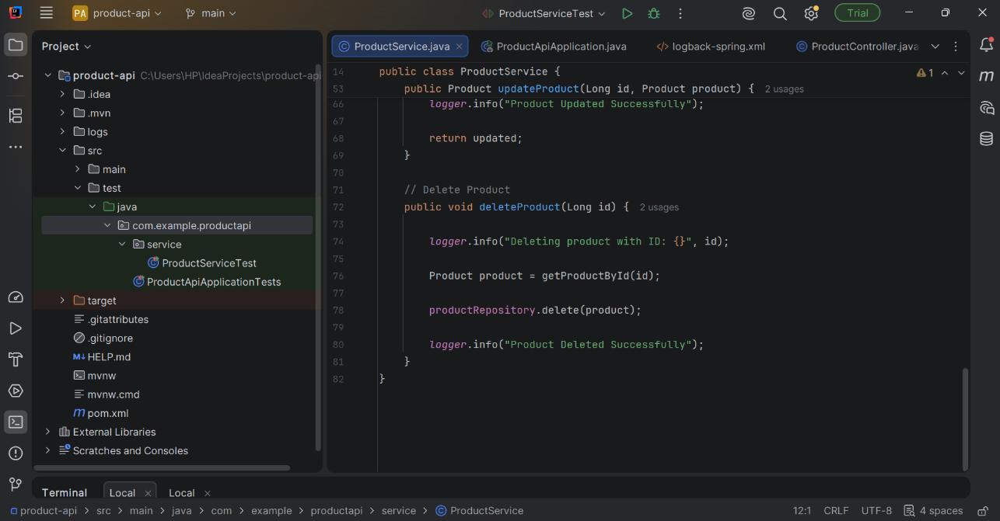 PA product-api main ProductServiceTest Trial
Project
product-api C:\Users\HP\IdeaProjects\product-api
.idea
.mvn
logs
src
main
test
java
com.example.productapi
service
ProductServiceTest
ProductApiApplicationTests
target
.gitattributes
.gitignore
M↓ HELP.md
mvnw
mvnw.cmd
m pom.xml
External Libraries
Scratches and Consoles
ProductService.java ProductApiApplication.java </> logback-spring.xml ProductController.java
14 public class ProductService { 1
53 public Product updateProduct(Long id, Product product) { 2 usages
66 logger.info("Product Updated Successfully");
67
68 return updated;
69 }
70
71 // Delete Product
72 public void deleteProduct(Long id) { 2 usages
73
74 logger.info("Deleting product with ID: {}", id);
75
76 Product product = getProductById(id);
77
78 productRepository.delete(product);
79
80 logger.info("Product Deleted Successfully");
81 }
82 }
m
Terminal Local Local
product-api > src > main > java > com > example > productapi > service > ProductService 12:1 CRLF UTF-8 4 spaces